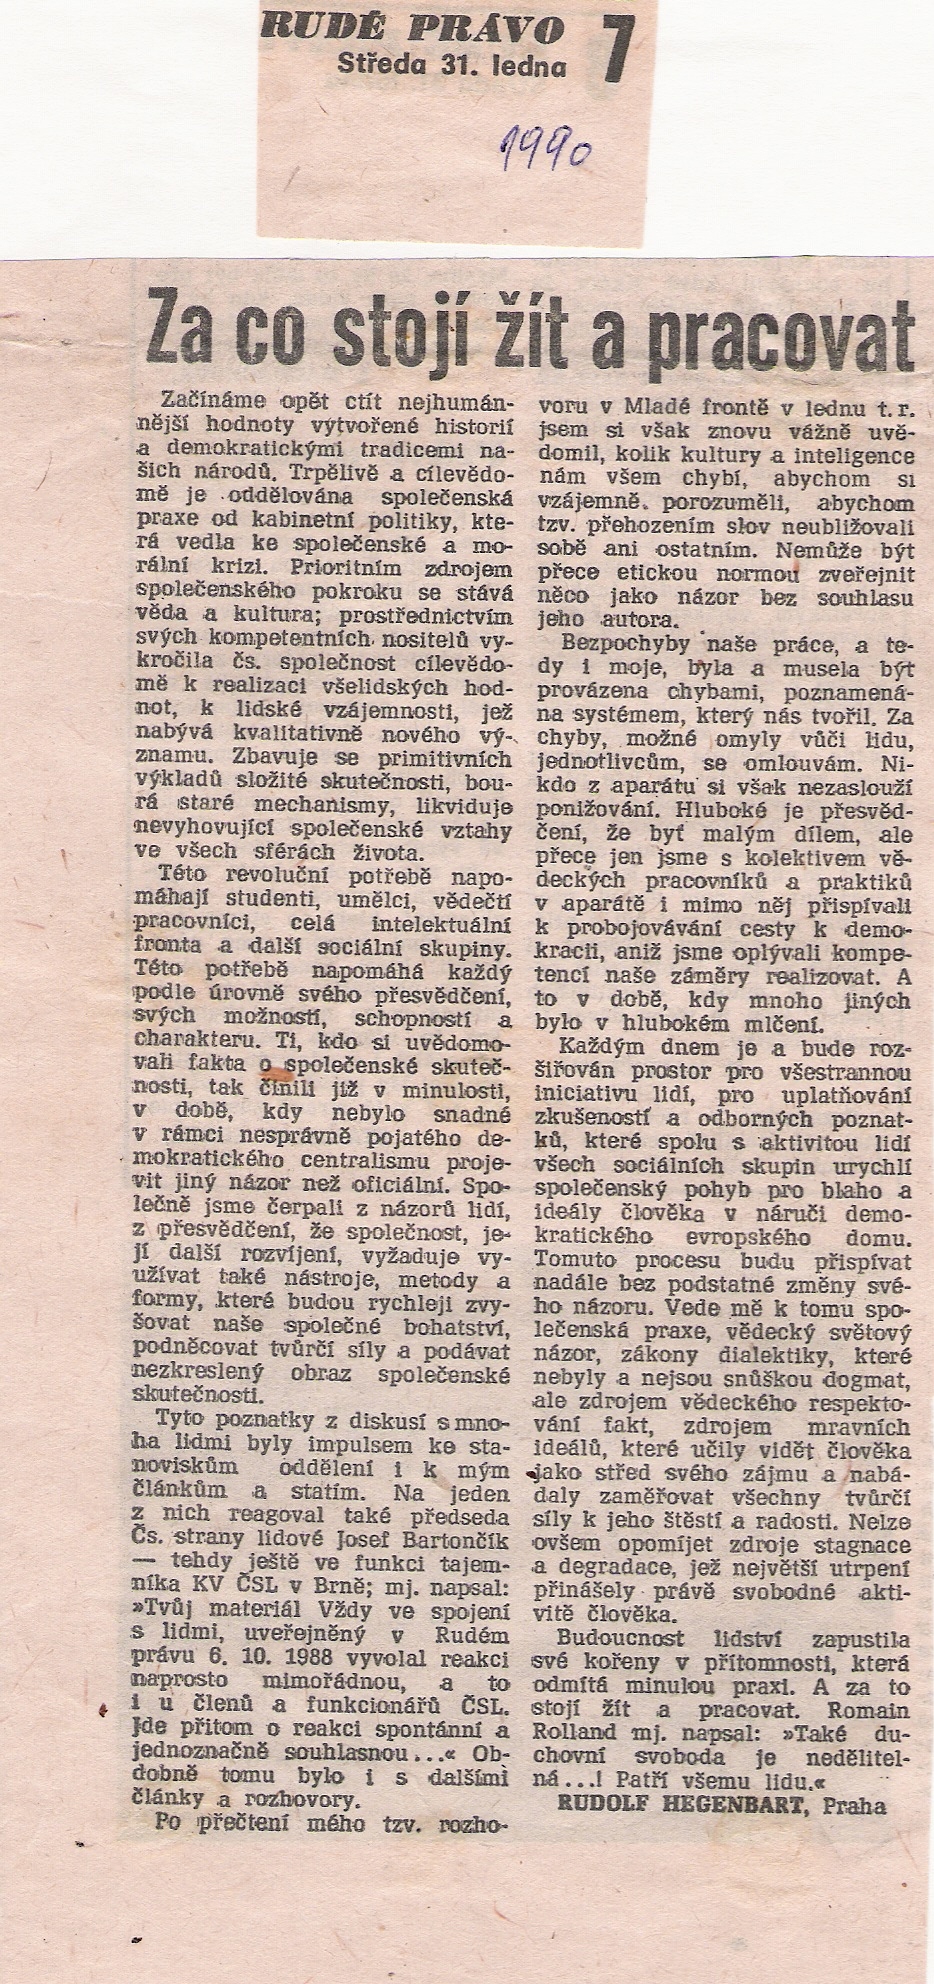 RUDÉ PRÁVO 7
Středa 31. ledna
1990
Za co stojí žít a pracovat
Začínáme opět ctít nejhumán-
nější hodnoty vytvořené historií
a demokratickými tradicemi na-
šich národů. Trpělivě a cílevědo-
mě je oddělována společenská
praxe od kabinetní politiky, kte-
rá vedla ke společenské a mo-
rální krizi. Prioritním zdrojem
společenského pokroku se stává
věda a kultura; prostřednictvím
svých kompetentních nositelů vy-
kročila čs. společnost cílevědo-
mě k realizaci všelidských hod-
not, k lidské vzájemnosti, jež
nabývá kvalitativně nového vý-
znamu. Zbavuje se primitivních
výkladů složité skutečnosti, bou-
rá staré mechanismy, likviduje
nevyhovující společenské vztahy
ve všech sférách života.
Této revoluční potřebě napo-
máhají studenti, umělci, vědečtí
pracovníci, celá intelektuální
fronta a další sociální skupiny.
Této potřebě napomáhá každý
podle úrovně svého přesvědčení,
svých možností, schopností a
charakteru. Ti, kdo si uvědomo-
vali fakta o společenské skuteč-
nosti, tak činili již v minulosti,
v době, kdy nebylo snadné
v rámci nesprávně pojatého de-
mokratického centralismu proje-
vit jiný názor než oficiální. Spo-
lečně jsme čerpali z názorů lidí,
z přesvědčení, že společnost, je-
jí další rozvíjení, vyžaduje vy-
užívat také nástroje, metody a
formy, které budou rychleji zvy-
šovat naše společné bohatství,
podněcovat tvůrčí síly a podávat
nezkreslený obraz společenské
skutečnosti.
Tyto poznatky z diskusí s mno-
ha lidmi byly impulsem ke sta-
noviskům oddělení i k mým
článkům a statím. Na jeden
z nich reagoval také předseda
Čs. strany lidové Josef Bartončík
— tehdy ještě ve funkci tajem-
níka KV ČSL v Brně; mj. napsal:
»Tvůj materiál Vždy ve spojení
s lidmi, uveřejněný v Rudém
právu 6. 10. 1988 vyvolal reakci
naprosto mimořádnou, a to
i u členů a funkcionářů ČSL.
Jde přitom o reakci spontánní a
jednoznačně souhlasnou...« Ob-
dobně tomu bylo i s dalšími
články a rozhovory.
Po přečtení mého tzv. rozho-
voru v Mladé frontě v lednu t. r.
jsem si však znovu vážně uvě-
domil, kolik kultury a inteligence
nám všem chybí, abychom si
vzájemně porozuměli, abychom
tzv. přehozením slov neubližovali
sobě ani ostatním. Nemůže být
přece etickou normou zveřejnit
něco jako názor bez souhlasu
jeho autora.
Bezpochyby naše práce, a te-
dy i moje, byla a musela být
provázena chybami, poznamená-
na systémem, který nás tvořil. Za
chyby, možné omyly vůči lidu,
jednotlivcům, se omlouvám. Ni-
kdo z aparátu si však nezaslouží
ponižování. Hluboké je přesvěd-
čení, že byť malým dílem, ale
přece jen jsme s kolektivem vě-
deckých pracovníků a praktiků
v aparátě i mimo něj přispívali
k probojovávání cesty k demo-
kracii, aniž jsme oplývali kompe-
tencí naše záměry realizovat. A
to v době, kdy mnoho jiných
bylo v hlubokém mlčení.
Každým dnem je a bude roz-
šiřován prostor pro všestrannou
iniciativu lidí, pro uplatňování
zkušeností a odborných poznat-
ků, které spolu s aktivitou lidí
všech sociálních skupin urychlí
společenský pohyb pro blaho a
ideály člověka v náručí demo-
kratického evropského domu.
Tomuto procesu budu přispívat
nadále bez podstatné změny své-
ho názoru. Vede mě k tomu spo-
lečenská praxe, vědecký světový
názor, zákony dialektiky, které
nebyly a nejsou snůškou dogmat,
ale zdrojem vědeckého respekto-
vání fakt, zdrojem mravních
ideálů, které učily vidět člověka
jako střed svého zájmu a nabá-
daly zaměřovat všechny tvůrčí
síly k jeho štěstí a radosti. Nelze
ovšem opomíjet zdroje stagnace
a degradace, jež největší utrpení
přinášely právě svobodné akti-
vitě člověka.
Budoucnost lidství zapustila
své kořeny v přítomnosti, která
odmítá minulou praxi. A za to
stojí žít a pracovat. Romain
Rolland mj. napsal: »Také du-
chovní svoboda je nedělitel-
ná...! Patří všemu lidu.«
RUDOLF HEGENBART, Praha